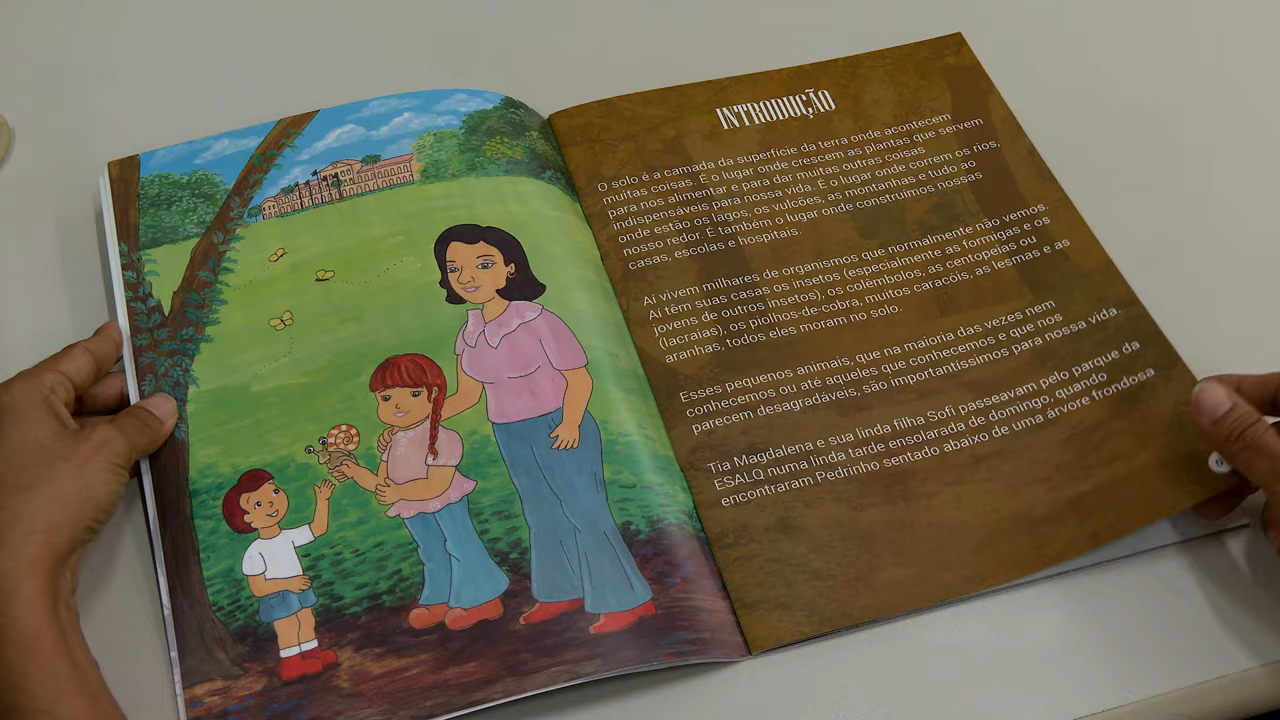 INTRODUÇÃO
O solo é a camada da superfície da terra onde acontecem
muitas coisas. É o lugar onde crescem as plantas que servem
para nos alimentar e para dar muitas outras coisas
indispensáveis para nossa vida. É o lugar onde correm os rios,
onde estão os lagos, os vulcões, as montanhas e tudo ao
nosso redor. É também o lugar onde construimos nossas
casas, escolas e hospitais.
Aí vivem milhares de organismos que normalmente não vemos.
Aí têm suas casas os insetos (especialmente as formigas e os
jovens de outros insetos), os colêmbolos, as centopeias ou
(lacraias), os piolhos-de-cobra, muitos caracóis, as lesmas e as
aranhas, todos eles moram no solo.
Esses pequenos animais, que na maioria das vezes nem
conhecemos ou até aqueles que conhecemos e que nos
parecem desagradáveis, são importantíssimos para nossa vida.
Tia Magdalena e sua linda filha Sofi passeavam pelo parque da
ESALQ numa linda tarde ensolarada de domingo, quando
encontraram Pedrinho sentado abaixo de uma árvore frondosa